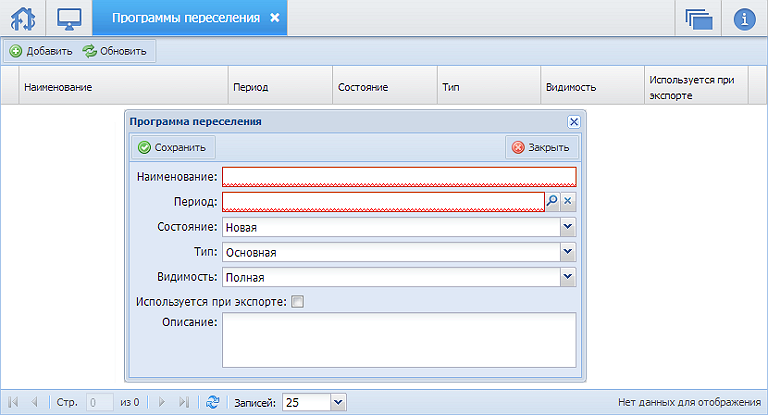 Программы переселения
Добавить Обновить
Наименование Период Состояние Тип Видимость Используется при экспорте
Программа переселения
Сохранить Закрыть
Наименование:
Период:
Состояние: Новая
Тип: Основная
Видимость: Полная
Используется при экспорте:
Описание:
Стр. 0 из 0 Записей: 25 Нет данных для отображения